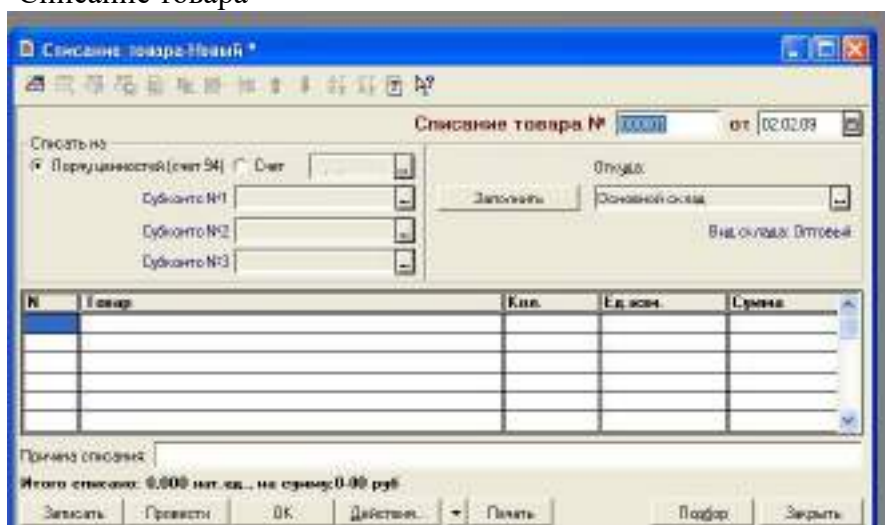 Списание товара
Списание товара-Новый *
Списание товара № 000001 от 02.02.09
Списать на
Порчу ценностей (счет 94) Счет
Откуда:
Субконто №1
Заполнить Основной склад
Субконто №2
Вид склада: Оптовый
Субконто №3
N Товар Кол. Ед.изм. Сумма
Причина списания:
Итого списано: 0.000 нат.ед., на сумму:0-00 руб
Записать Провести OK Действия... Печать Подбор Закрыть